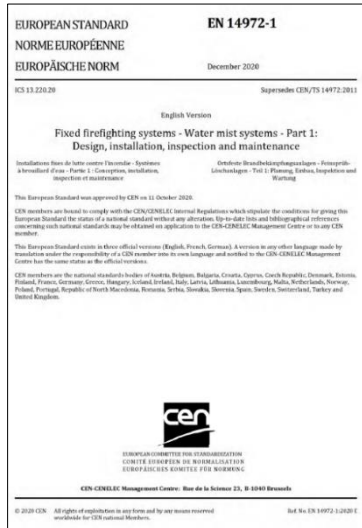 EUROPEAN STANDARD
NORME EUROPÉENNE
EUROPÄISCHE NORM
EN 14972-1
December 2020
ICS 13.220.20
Supersedes CEN/TS 14972:2011
English Version
Fixed firefighting systems - Water mist systems - Part 1:
Design, installation, inspection and maintenance
Installations fixes de lutte contre l'incendie - Systèmes
à brouillard d'eau - Partie 1 : Conception, installation,
inspection et maintenance
Ortsfeste Brandbekämpfungsanlagen - Feinsprüh-
Löschanlagen - Teil 1: Planung, Einbau, Inspektion und
Wartung
This European Standard was approved by CEN on 11 October 2020.
CEN members are bound to comply with the CEN/CENELEC Internal Regulations which stipulate the conditions for giving this
European Standard the status of a national standard without any alteration. Up-to-date lists and bibliographical references
concerning such national standards may be obtained on application to the CEN-CENELEC Management Centre or to any CEN
member.
This European Standard exists in three official versions (English, French, German). A version in any other language made by
translation under the responsibility of a CEN member into its own language and notified to the CEN-CENELEC Management
Centre has the same status as the official versions.
CEN members are the national standards bodies of Austria, Belgium, Bulgaria, Croatia, Cyprus, Czech Republic, Denmark, Estonia,
Finland, France, Germany, Greece, Hungary, Iceland, Ireland, Italy, Latvia, Lithuania, Luxembourg, Malta, Netherlands, Norway,
Poland, Portugal, Republic of North Macedonia, Romania, Serbia, Slovakia, Slovenia, Spain, Sweden, Switzerland, Turkey and
United Kingdom.
cen
EUROPEAN COMMITTEE FOR STANDARDIZATION
COMITÉ EUROPÉEN DE NORMALISATION
EUROPÄISCHES KOMITEE FÜR NORMUNG
CEN-CENELEC Management Centre: Rue de la Science 23, B-1040 Brussels
© 2020 CEN All rights of exploitation in any form and by any means reserved
worldwide for CEN national Members.
Ref. No. EN 14972-1:2020 E